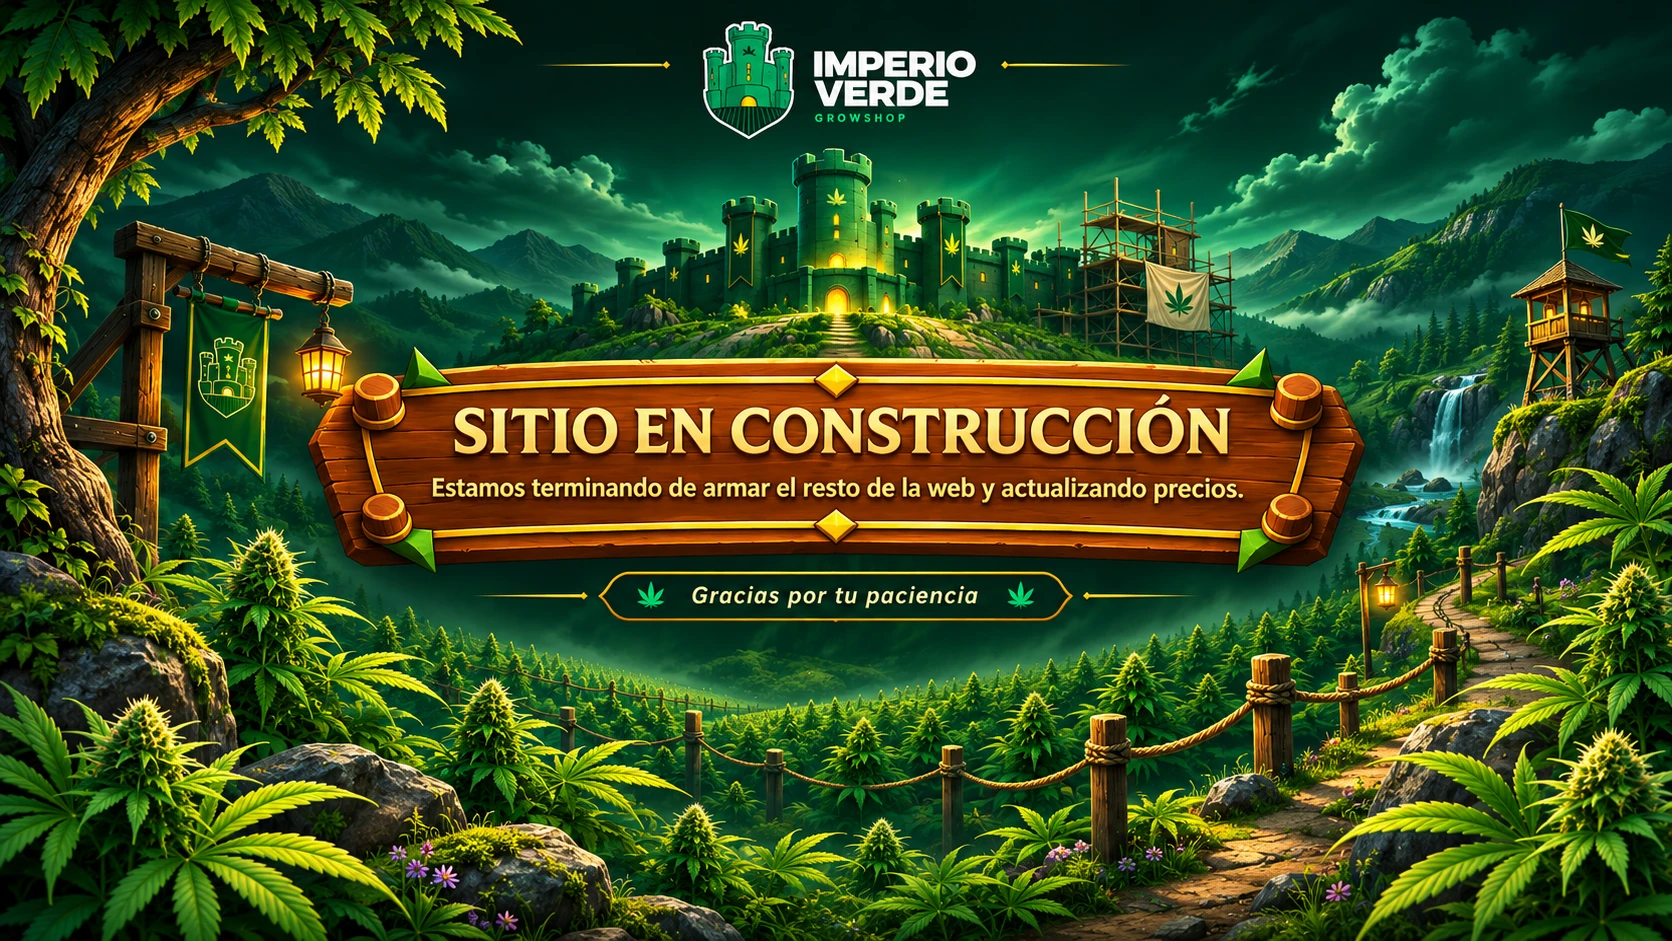 IMPERIO
VERDE
GROWSHOP
SITIO EN CONSTRUCCIÓN
Estamos terminando de armar el resto de la web y actualizando precios.
Gracias por tu paciencia